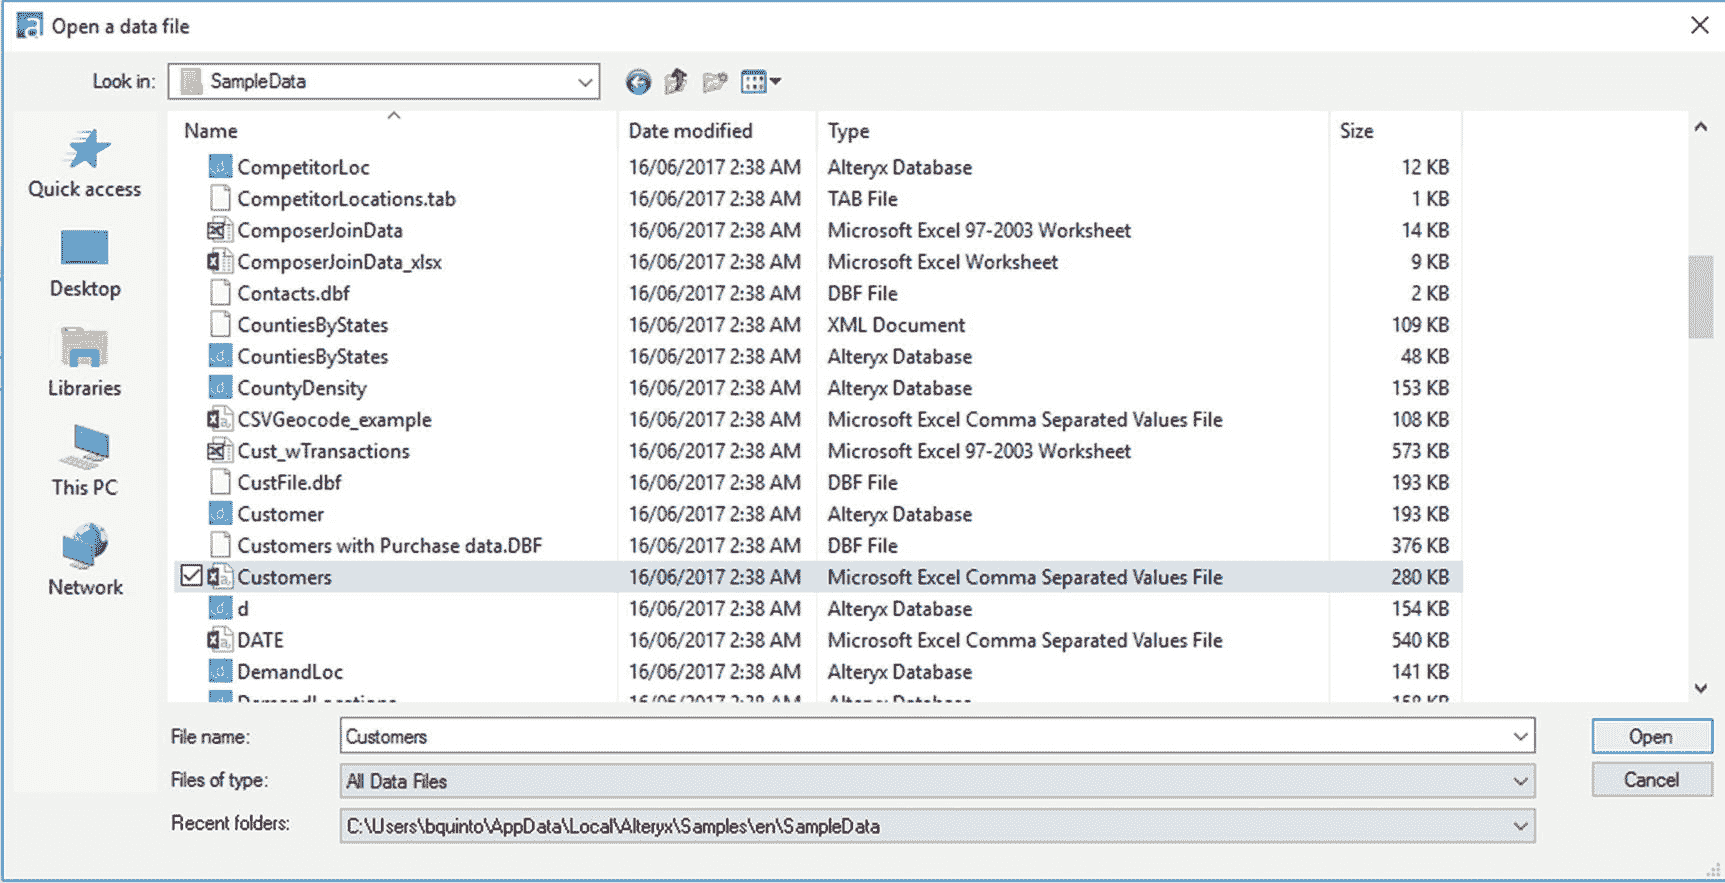 Open a data file
Look in: SampleData
Name Date modified Type Size
CompetitorLoc 16/06/2017 2:38 AM Alteryx Database 12 KB
CompetitorLocations.tab 16/06/2017 2:38 AM TAB File 1 KB
ComposerJoinData 16/06/2017 2:38 AM Microsoft Excel 97-2003 Worksheet 14 KB
ComposerJoinData_xlsx 16/06/2017 2:38 AM Microsoft Excel Worksheet 9 KB
Contacts.dbf 16/06/2017 2:38 AM DBF File 2 KB
CountiesByStates 16/06/2017 2:38 AM XML Document 109 KB
CountiesByStates 16/06/2017 2:38 AM Alteryx Database 48 KB
CountyDensity 16/06/2017 2:38 AM Alteryx Database 153 KB
CSVGeocode_example 16/06/2017 2:38 AM Microsoft Excel Comma Separated Values File 108 KB
Cust_wTransactions 16/06/2017 2:38 AM Microsoft Excel 97-2003 Worksheet 573 KB
CustFile.dbf 16/06/2017 2:38 AM DBF File 193 KB
Customer 16/06/2017 2:38 AM Alteryx Database 193 KB
Customers with Purchase data.DBF 16/06/2017 2:38 AM DBF File 376 KB
Customers 16/06/2017 2:38 AM Microsoft Excel Comma Separated Values File 280 KB
d 16/06/2017 2:38 AM Alteryx Database 154 KB
DATE 16/06/2017 2:38 AM Microsoft Excel Comma Separated Values File 540 KB
DemandLoc 16/06/2017 2:38 AM Alteryx Database 141 KB
Quick access
Desktop
Libraries
This PC
Network
File name: Customers Open
Files of type: All Data Files Cancel
Recent folders: C:\Users\bquinto\AppData\Local\Alteryx\Samples\en\SampleData